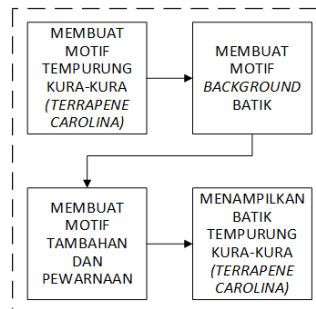 MEMBUAT
MOTIF
TEMPURUNG
KURA-KURA
(TERRAPENE
CAROLINA)
MEMBUAT
MOTIF
BACKGROUND
BATIK
MEMBUAT
MOTIF
TAMBAHAN
DAN
PEWARNAAN
MENAMPILKAN
BATIK
TEMPURUNG
KURA-KURA
(TERRAPENE
CAROLINA)